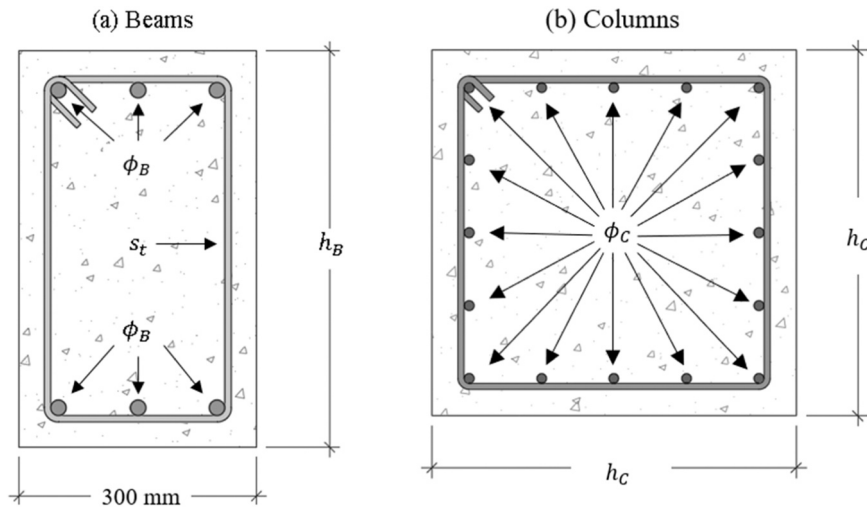 (a) Beams
(b) Columns
ϕ_B
s_t
ϕ_B
h_B
300 mm
ϕ_C
h_C
h_C